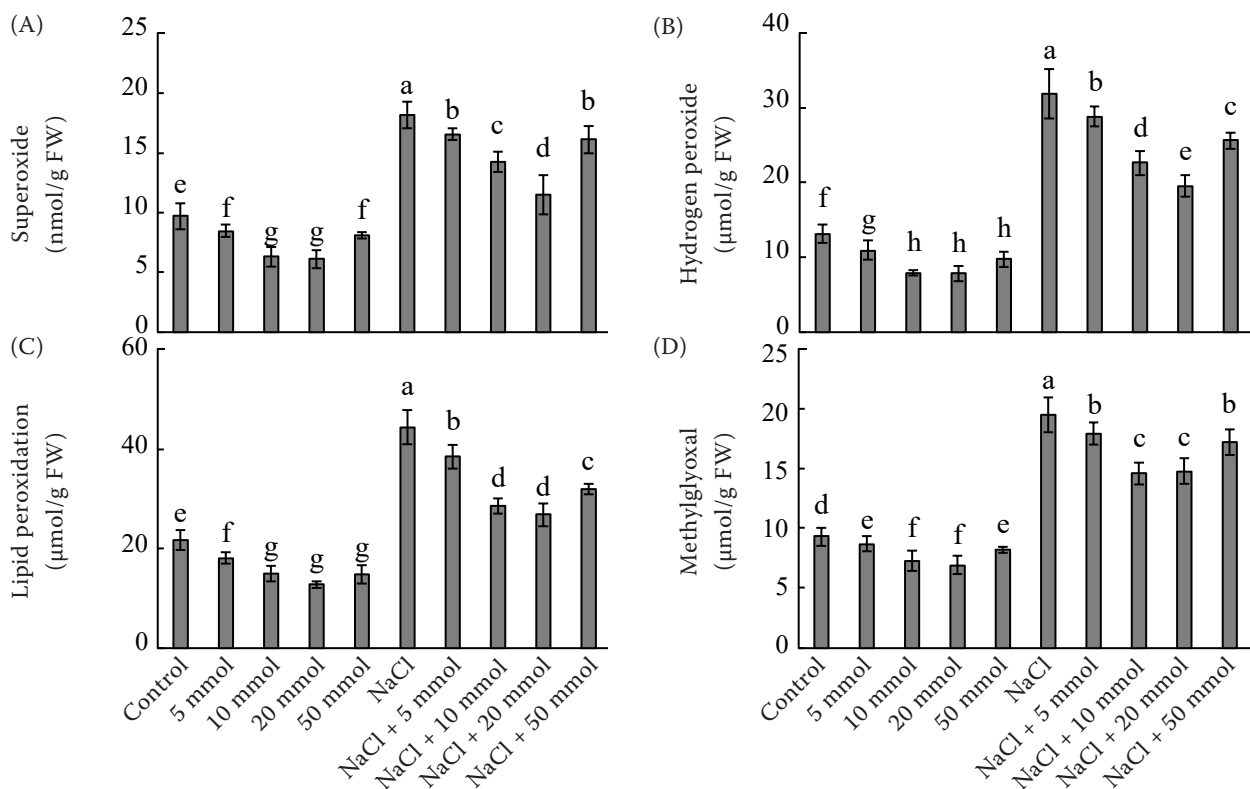 (A)
Superoxide
(nmol/g FW)
25
20
15
10
5
0
e
f
g
g
f
a
b
c
d
b
(B)
Hydrogen peroxide
(µmol/g FW)
40
30
20
10
0
f
g
h
h
h
a
b
d
e
c
(C)
Lipid peroxidation
(µmol/g FW)
60
40
20
0
e
f
g
g
g
a
b
d
d
c
Control
5 mmol
10 mmol
20 mmol
50 mmol
NaCl
NaCl + 5 mmol
NaCl + 10 mmol
NaCl + 20 mmol
NaCl + 50 mmol
(D)
Methylglyoxal
(µmol/g FW)
25
20
15
10
5
0
d
e
f
f
e
a
b
c
c
b
Control
5 mmol
10 mmol
20 mmol
50 mmol
NaCl
NaCl + 5 mmol
NaCl + 10 mmol
NaCl + 20 mmol
NaCl + 50 mmol